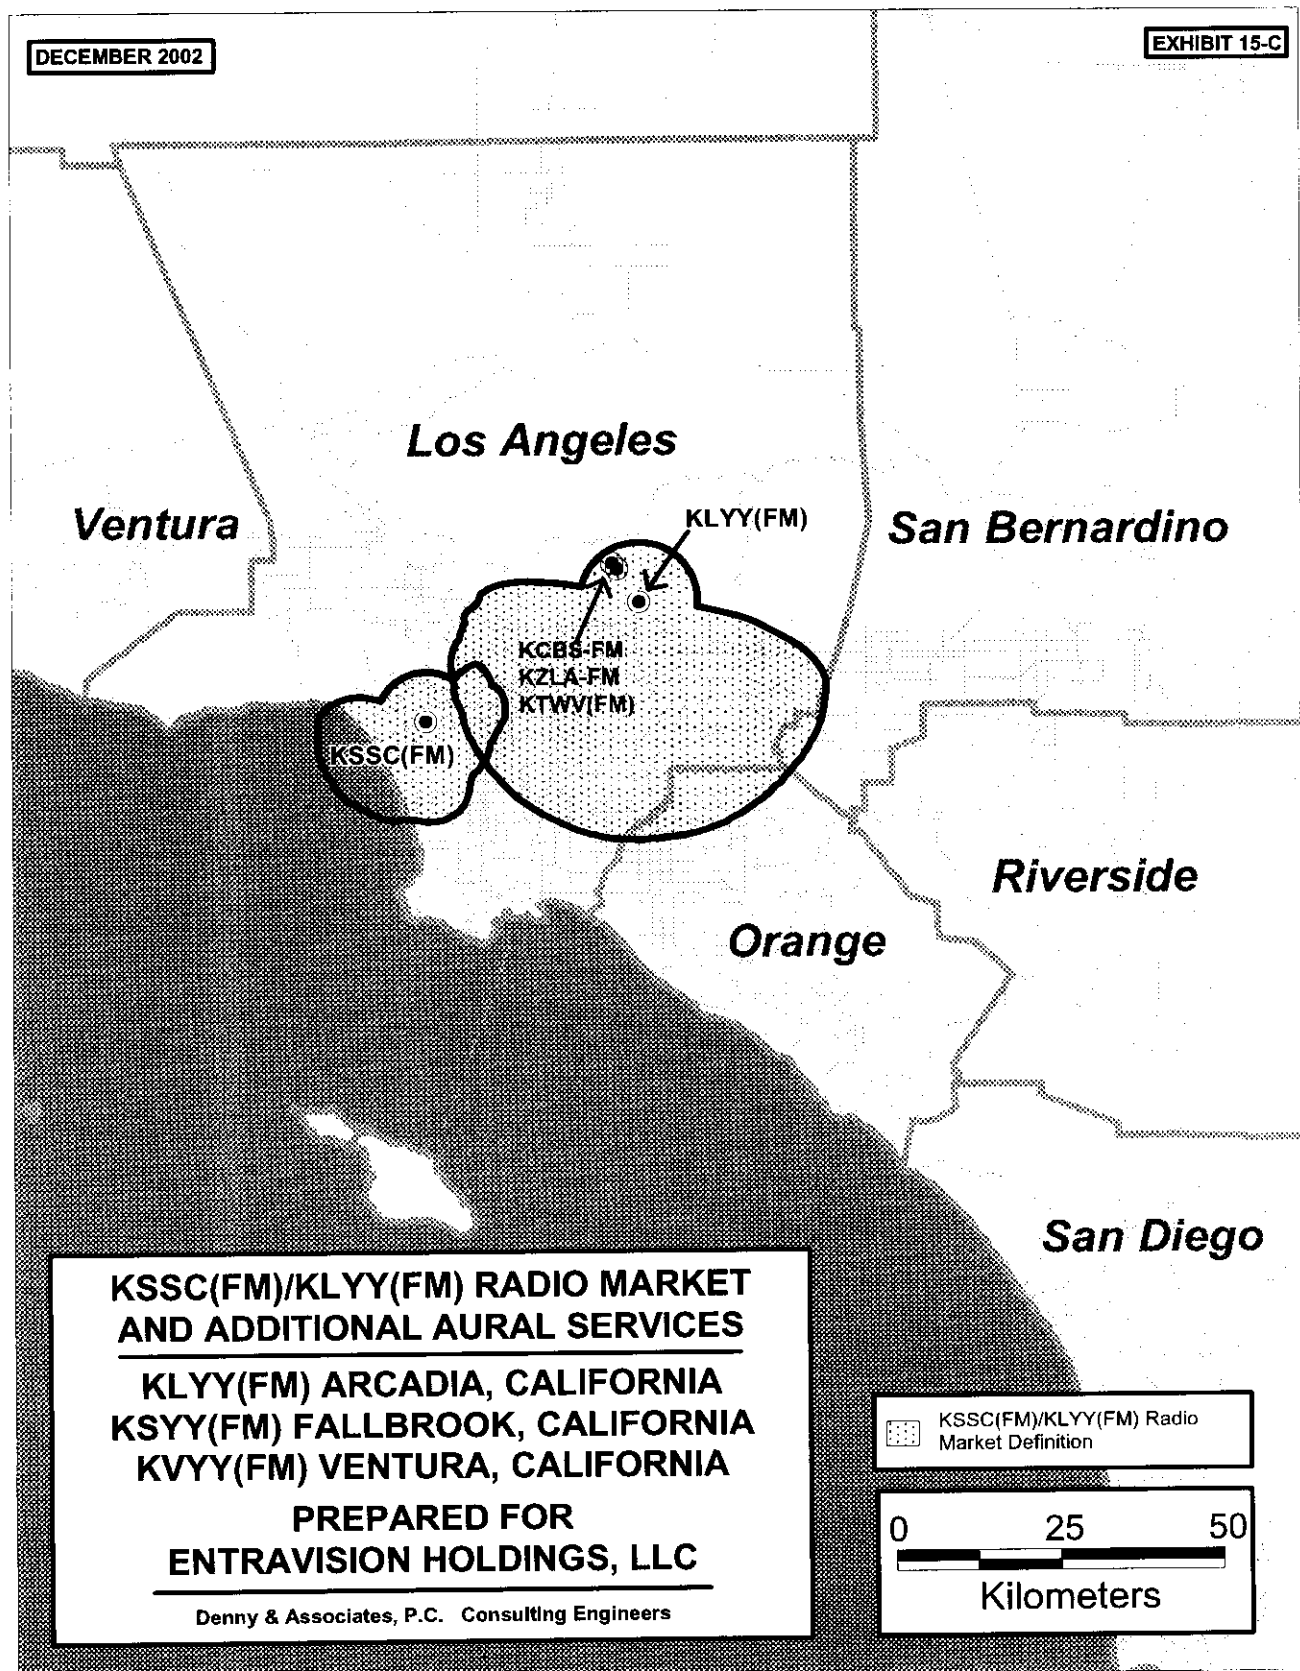 DECEMBER 2002
EXHIBIT 15-C
Los Angeles
Ventura
KLYY(FM)
San Bernardino
KCBS-FM
KZLA-FM
KTWV(FM)
KSSC(FM)
Riverside
Orange
San Diego
KSSC(FM)/KLYY(FM) RADIO MARKET
AND ADDITIONAL AURAL SERVICES
KLYY(FM) ARCADIA, CALIFORNIA
KSYY(FM) FALLBROOK, CALIFORNIA
KVYY(FM) VENTURA, CALIFORNIA
PREPARED FOR
ENTRAVISION HOLDINGS, LLC
Denny & Associates, P.C. Consulting Engineers
KSSC(FM)/KLYY(FM) Radio
Market Definition
0 25 50
Kilometers